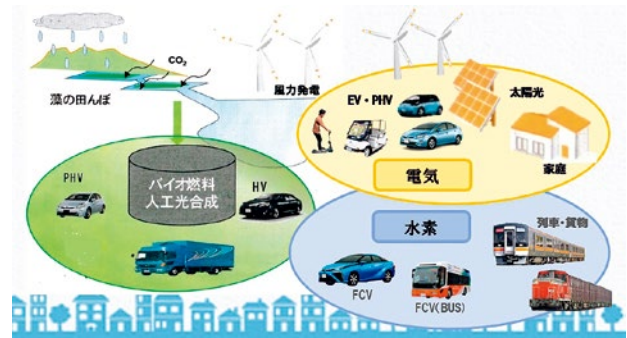 CO₂
藻の田んぼ
風力発電
EV・PHV
太陽光
家庭
電気
PHV
バイオ燃料
人工光合成
HV
水素
列車・貨物
FCV
FCV(BUS)